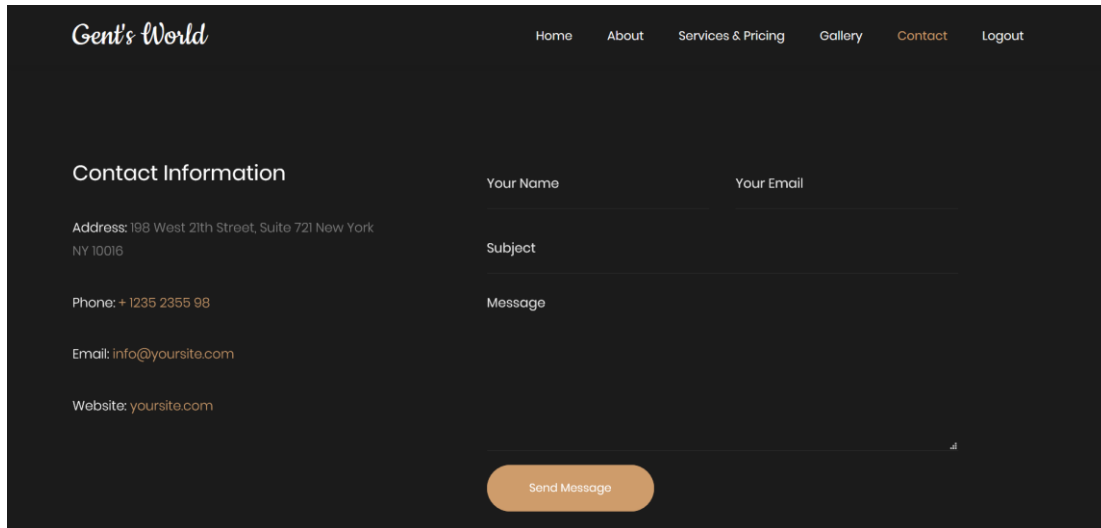 Gent's World
Home About Services & Pricing Gallery Contact Logout
Contact Information
Address: 198 West 21th Street, Suite 721 New York
NY 10016
Phone: + 1235 2355 98
Email: info@yoursite.com
Website: yoursite.com
Your Name Your Email
Subject
Message
Send Message